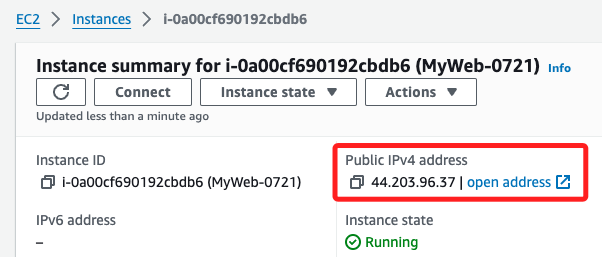 EC2 > Instances > i-0a00cf690192cbdb6
Instance summary for i-0a00cf690192cbdb6 (MyWeb-0721) Info
Connect Instance state ▼ Actions ▼
Updated less than a minute ago
Instance ID
i-0a00cf690192cbdb6 (MyWeb-0721)
Public IPv4 address
44.203.96.37 | open address
IPv6 address
–
Instance state
Running